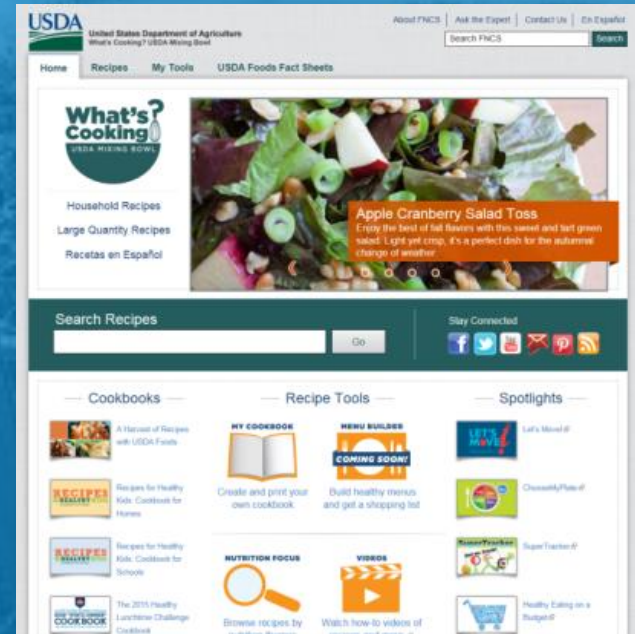 USDA
United States Department of Agriculture
What's Cooking? USDA Mixing Bowl
About FNCS | Ask the Expert | Contact Us | En Español
Search FNCS
Search
Home
Recipes
My Tools
USDA Foods Fact Sheets
What's?
Cooking
USDA MIXING BOWL
Household Recipes
Large Quantity Recipes
Recetas en Español
Apple Cranberry Salad Toss
Enjoy the best of fall flavors with this sweet and tart green
salad. Light yet crisp, it's a perfect dish for the autumnal
change of weather
Search Recipes
Go
Stay Connected
Cookbooks
A Harvest of Recipes
with USDA Foods
RECIPES
Recipes for Healthy
Kids: Cookbook for
Homes
RECIPES
Recipes for Healthy
Kids: Cookbook for
Schools
COOKBOOK
The 2015 Healthy
Lunchtime Challenge
Cookbook
Recipe Tools
MY COOKBOOK
Create and print your
own cookbook
MENU BUILDER
COMING SOON!
Build healthy menus
and get a shopping list
NUTRITION FOCUS
Browse recipes by
VIDEOS
Watch how-to videos of
Spotlights
LET'S
MOVE!
Let's Move!
ChooseMyPlate
SuperTracker
SuperTracker
Healthy Eating on a
Budget